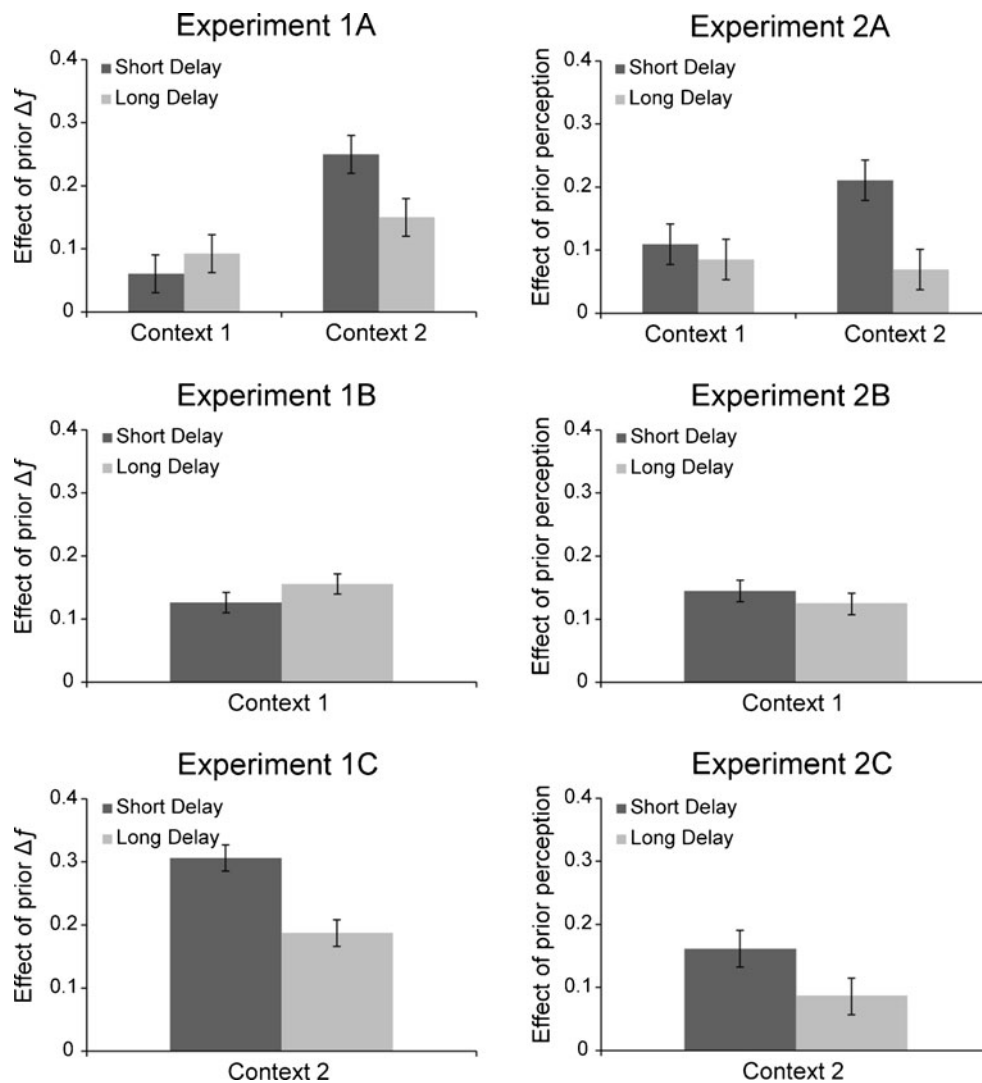 Experiment 1A
Effect of prior Δf
0.4
0.3
0.2
0.1
0
Short Delay
Long Delay
Context 1
Context 2
Experiment 2A
Effect of prior perception
0.4
0.3
0.2
0.1
0
Short Delay
Long Delay
Context 1
Context 2
Experiment 1B
Effect of prior Δf
0.4
0.3
0.2
0.1
0
Short Delay
Long Delay
Context 1
Experiment 2B
Effect of prior perception
0.4
0.3
0.2
0.1
0
Short Delay
Long Delay
Context 1
Experiment 1C
Effect of prior Δf
0.4
0.3
0.2
0.1
0
Short Delay
Long Delay
Context 2
Experiment 2C
Effect of prior perception
0.4
0.3
0.2
0.1
0
Short Delay
Long Delay
Context 2